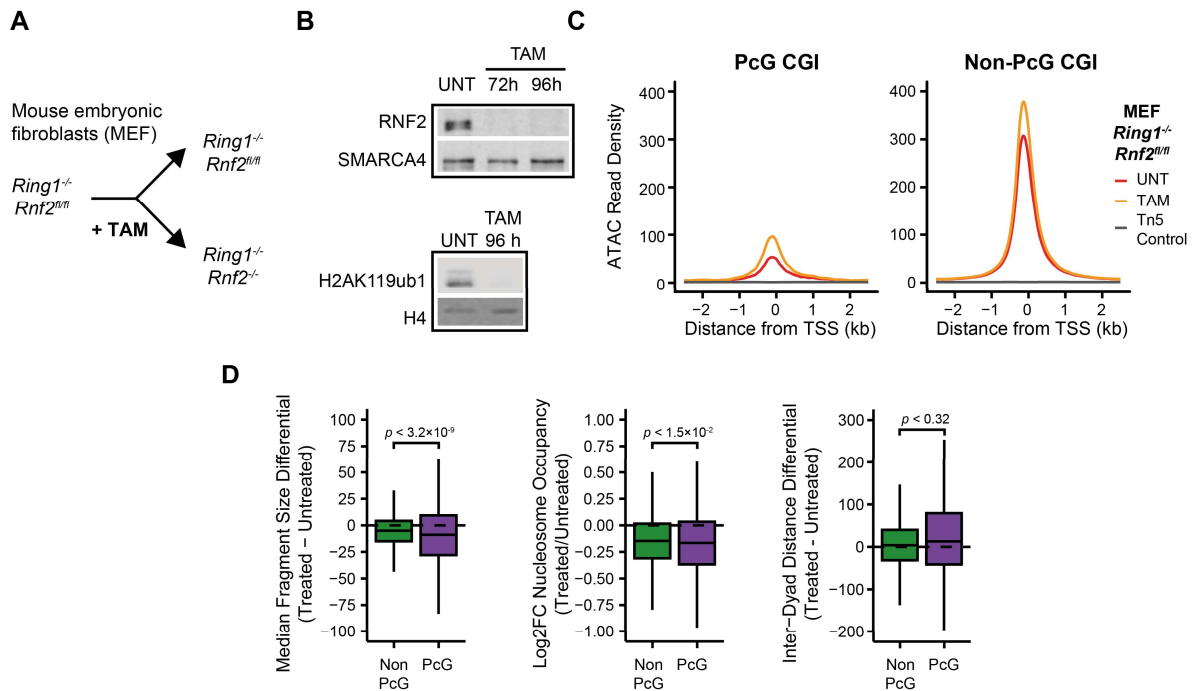 A
Mouse embryonic
fibroblasts (MEF)
Ring1-/-
Rnf2fl/fl
+ TAM
Ring1-/-
Rnf2fl/fl
Ring1-/-
Rnf2-/-
B
TAM
UNT 72h 96h
RNF2
SMARCA4
TAM
UNT 96 h
H2AK119ub1
H4
C
PcG CGI
ATAC Read Density
400
300
200
100
0
−2 −1 0 1 2
Distance from TSS (kb)
Non-PcG CGI
400
300
200
100
0
−2 −1 0 1 2
Distance from TSS (kb)
MEF
Ring1-/-
Rnf2fl/fl
UNT
TAM
Tn5
Control
D
Median Fragment Size Differential
(Treated − Untreated)
100
75
50
25
0
−25
−50
−75
−100
p < 3.2×10-9
Non PcG
PcG
Log2FC Nucleosome Occupancy
(Treated/Untreated)
1.00
0.75
0.50
0.25
0.00
−0.25
−0.50
−0.75
−1.00
p < 1.5×10-2
Non PcG
PcG
Inter−Dyad Distance Differential
(Treated - Untreated)
300
200
100
0
−100
−200
p < 0.32
Non PcG
PcG